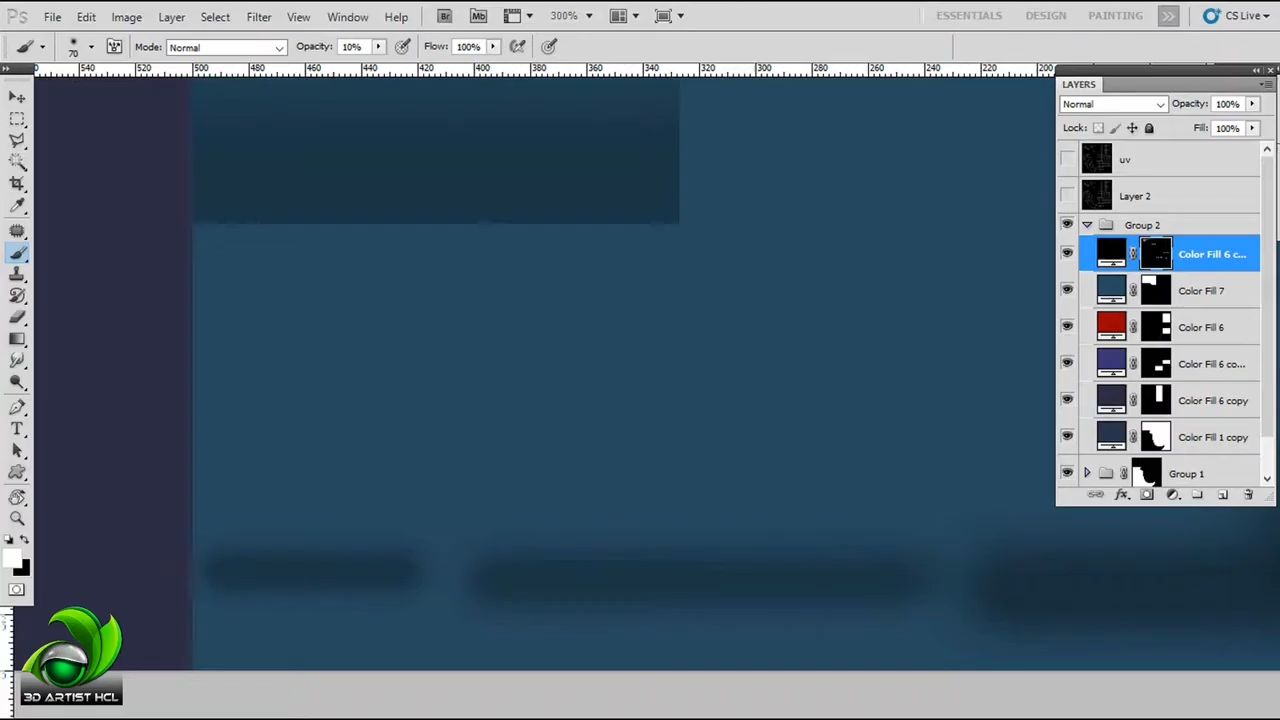 Ps File Edit Image Layer Select Filter View Window Help Br Mb 300% ESSENTIALS DESIGN PAINTING CS Live
70 Mode: Normal Opacity: 10% Flow: 100%
540 520 500 480 460 440 420 400 380 360 340 320 300 280 260 240 220 200
LAYERS
Normal Opacity: 100%
Lock: Fill: 100%
uv
Layer 2
Group 2
Color Fill 6 c...
Color Fill 7
Color Fill 6
Color Fill 6 co...
Color Fill 6 copy
Color Fill 1 copy
Group 1
fx
T
3D ARTIST HCL